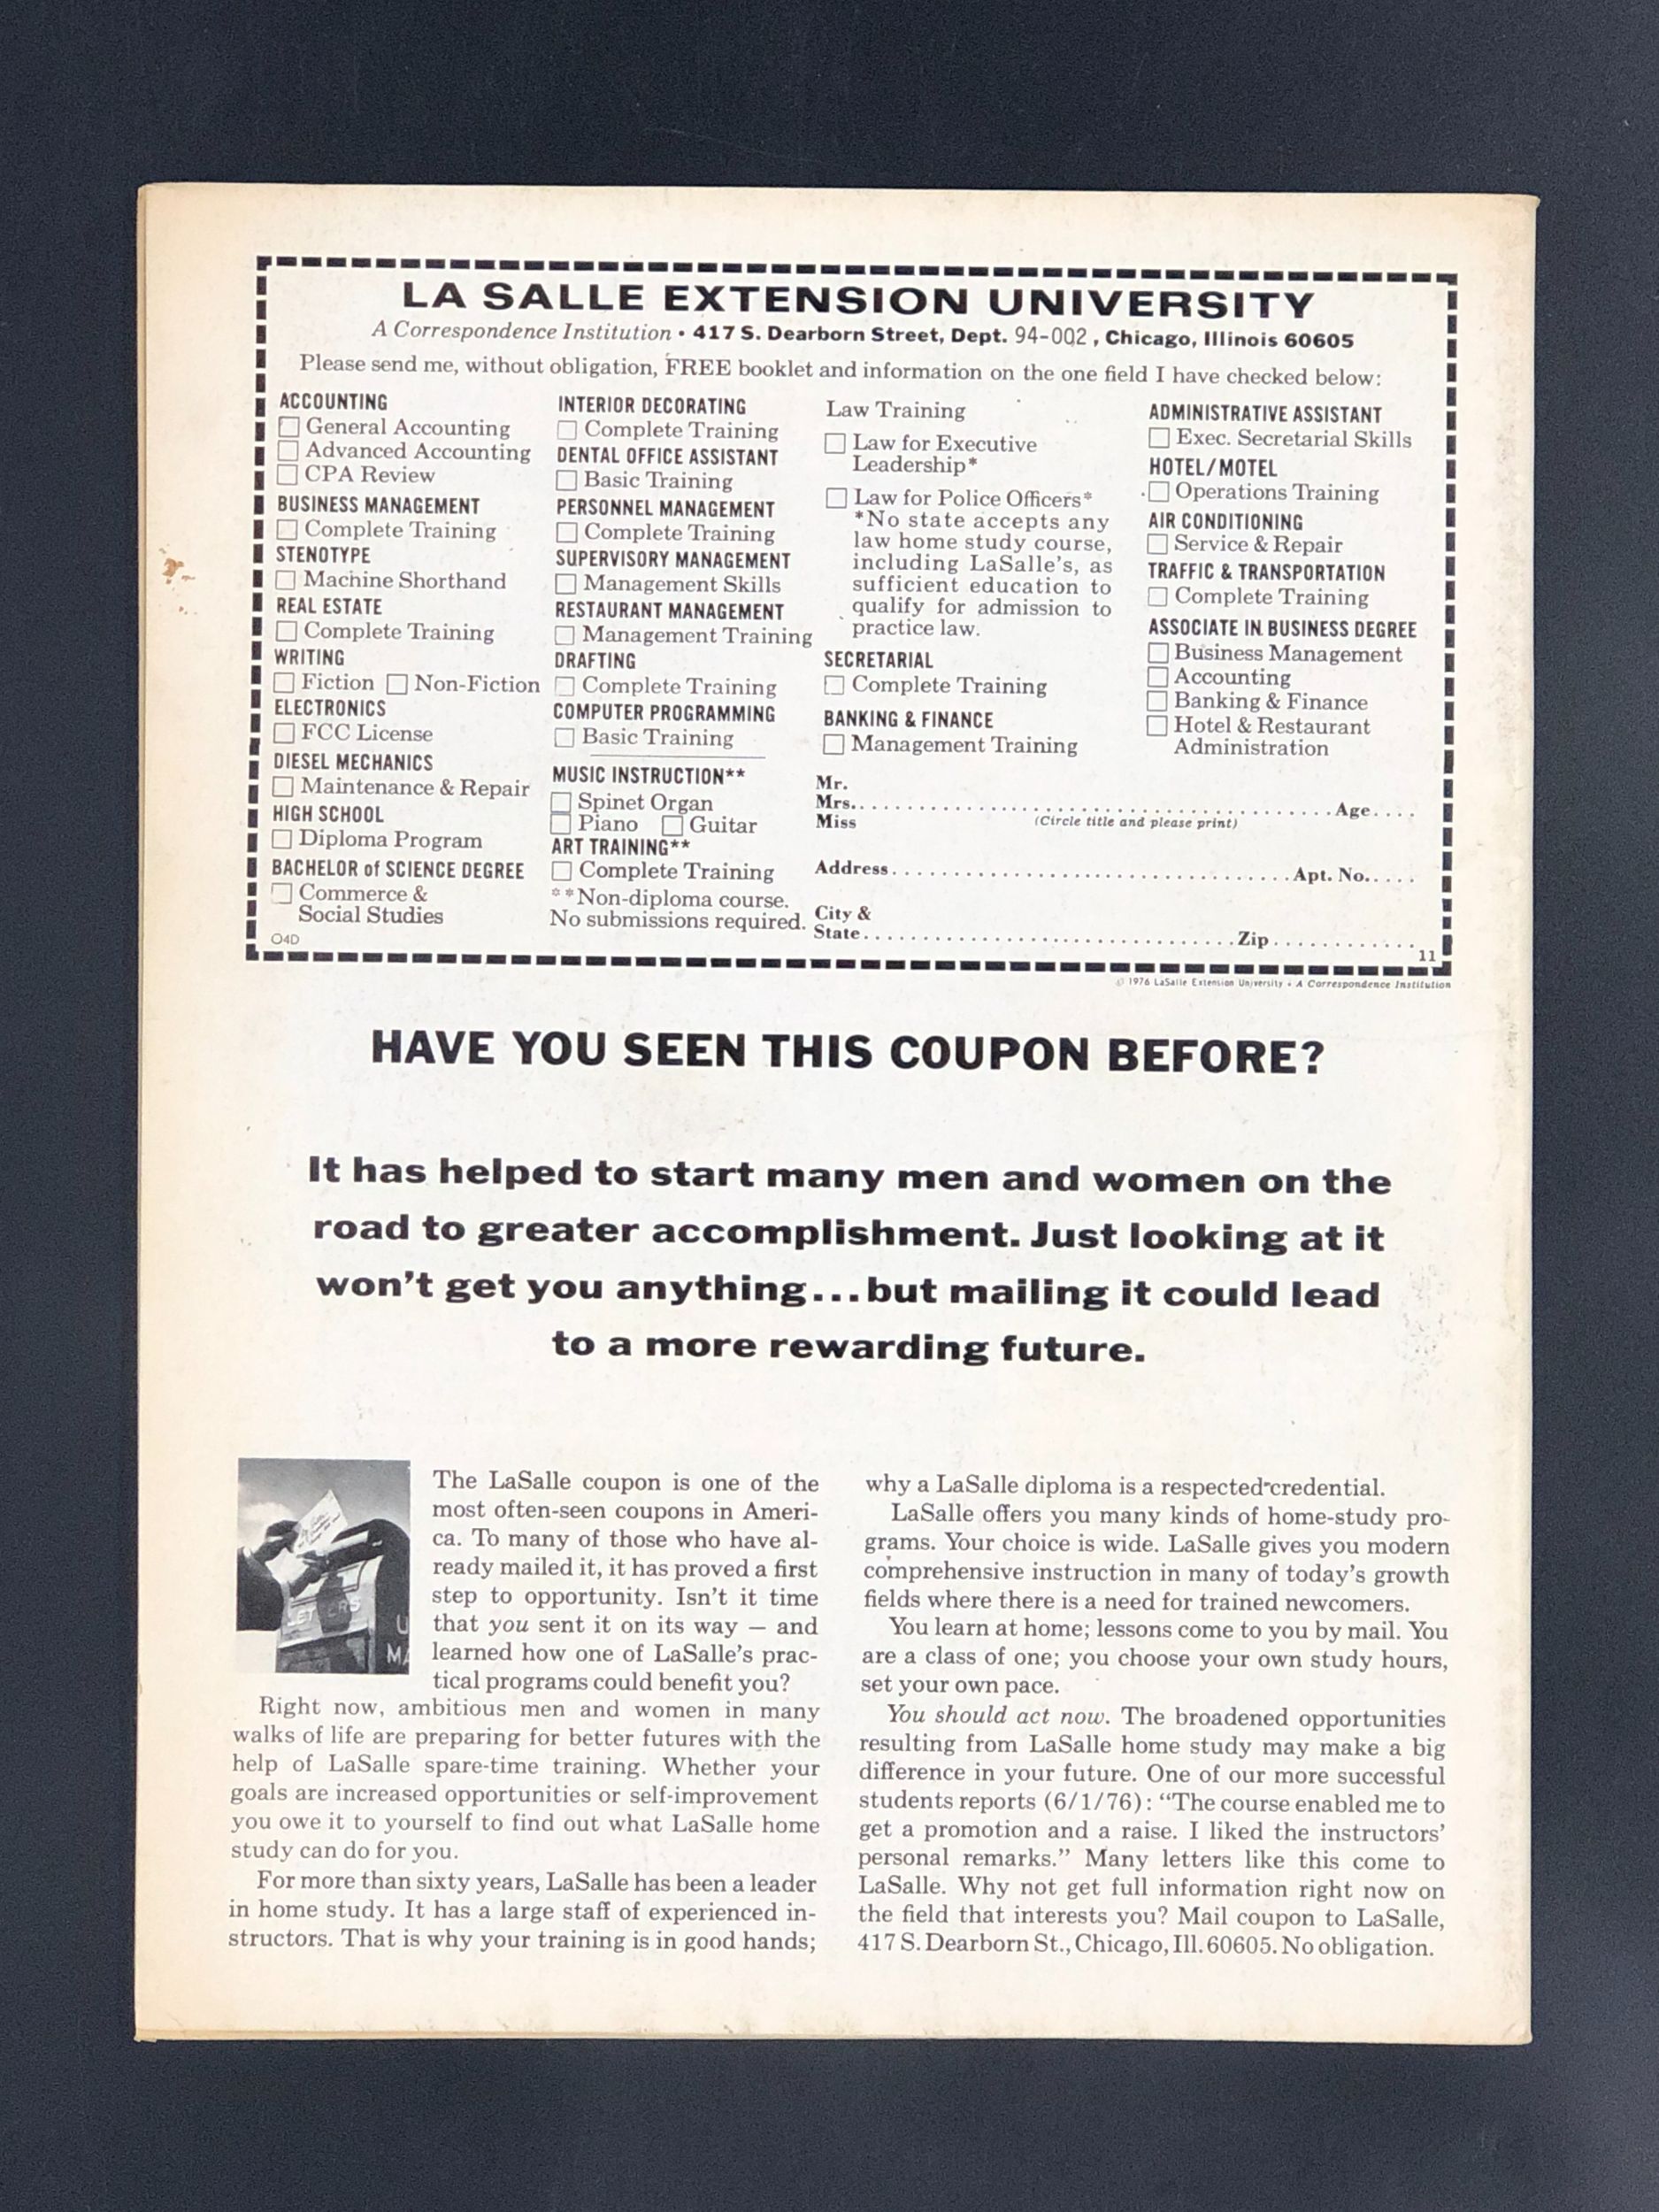 LA SALLE EXTENSION UNIVERSITY
A Correspondence Institution • 417 S. Dearborn Street, Dept. 94-002, Chicago, Illinois 60605
Please send me, without obligation, FREE booklet and information on the one field I have checked below:
ACCOUNTING
General Accounting
Advanced Accounting
CPA Review
BUSINESS MANAGEMENT
Complete Training
STENOTYPE
Machine Shorthand
REAL ESTATE
Complete Training
WRITING
Fiction Non-Fiction
ELECTRONICS
FCC License
DIESEL MECHANICS
Maintenance & Repair
HIGH SCHOOL
Diploma Program
BACHELOR of SCIENCE DEGREE
Commerce &
Social Studies
O4D
INTERIOR DECORATING
Complete Training
DENTAL OFFICE ASSISTANT
Basic Training
PERSONNEL MANAGEMENT
Complete Training
SUPERVISORY MANAGEMENT
Management Skills
RESTAURANT MANAGEMENT
Management Training
DRAFTING
Complete Training
COMPUTER PROGRAMMING
Basic Training
MUSIC INSTRUCTION**
Spinet Organ
Piano Guitar
ART TRAINING**
Complete Training
**Non-diploma course.
No submissions required.
Law Training
Law for Executive
Leadership*
Law for Police Officers*
*No state accepts any
law home study course,
including LaSalle's, as
sufficient education to
qualify for admission to
practice law.
SECRETARIAL
Complete Training
BANKING & FINANCE
Management Training
ADMINISTRATIVE ASSISTANT
Exec. Secretarial Skills
HOTEL/MOTEL
Operations Training
AIR CONDITIONING
Service & Repair
TRAFFIC & TRANSPORTATION
Complete Training
ASSOCIATE IN BUSINESS DEGREE
Business Management
Accounting
Banking & Finance
Hotel & Restaurant
Administration
Mr.
Mrs. Age
Miss (Circle title and please print)
Address Apt. No.
City &
State Zip
11
© 1976 LaSalle Extension University • A Correspondence Institution
HAVE YOU SEEN THIS COUPON BEFORE?
It has helped to start many men and women on the
road to greater accomplishment. Just looking at it
won't get you anything...but mailing it could lead
to a more rewarding future.
LETTERS
U
MA
The LaSalle coupon is one of the
most often-seen coupons in Ameri-
ca. To many of those who have al-
ready mailed it, it has proved a first
step to opportunity. Isn't it time
that you sent it on its way — and
learned how one of LaSalle's prac-
tical programs could benefit you?
Right now, ambitious men and women in many
walks of life are preparing for better futures with the
help of LaSalle spare-time training. Whether your
goals are increased opportunities or self-improvement
you owe it to yourself to find out what LaSalle home
study can do for you.
For more than sixty years, LaSalle has been a leader
in home study. It has a large staff of experienced in-
structors. That is why your training is in good hands;
why a LaSalle diploma is a respected credential.
LaSalle offers you many kinds of home-study pro-
grams. Your choice is wide. LaSalle gives you modern
comprehensive instruction in many of today's growth
fields where there is a need for trained newcomers.
You learn at home; lessons come to you by mail. You
are a class of one; you choose your own study hours,
set your own pace.
You should act now. The broadened opportunities
resulting from LaSalle home study may make a big
difference in your future. One of our more successful
students reports (6/1/76): "The course enabled me to
get a promotion and a raise. I liked the instructors'
personal remarks." Many letters like this come to
LaSalle. Why not get full information right now on
the field that interests you? Mail coupon to LaSalle,
417 S. Dearborn St., Chicago, Ill. 60605. No obligation.